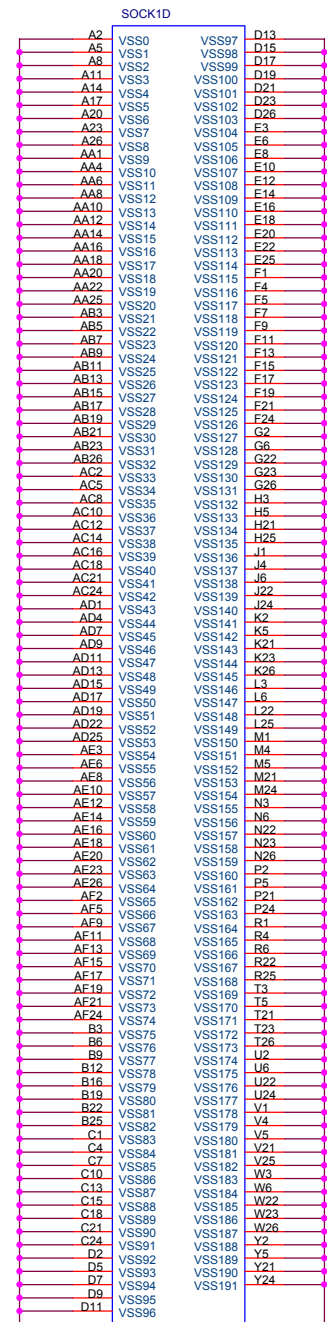 SOCK1D
A2 VSS0 VSS97 D13
A5 VSS1 VSS98 D15
A8 VSS2 VSS99 D17
A11 VSS3 VSS100 D19
A14 VSS4 VSS101 D21
A17 VSS5 VSS102 D23
A20 VSS6 VSS103 D26
A23 VSS7 VSS104 E3
A26 VSS8 VSS105 E6
AA1 VSS9 VSS106 E8
AA4 VSS10 VSS107 E10
AA6 VSS11 VSS108 E12
AA8 VSS12 VSS109 E14
AA10 VSS13 VSS110 E16
AA12 VSS14 VSS111 E18
AA14 VSS15 VSS112 E20
AA16 VSS16 VSS113 E22
AA18 VSS17 VSS114 E25
AA20 VSS18 VSS115 F1
AA22 VSS19 VSS116 F4
AA25 VSS20 VSS117 F5
AB3 VSS21 VSS118 F7
AB5 VSS22 VSS119 F9
AB7 VSS23 VSS120 F11
AB9 VSS24 VSS121 F13
AB11 VSS25 VSS122 F15
AB13 VSS26 VSS123 F17
AB15 VSS27 VSS124 F19
AB17 VSS28 VSS125 F21
AB19 VSS29 VSS126 F24
AB21 VSS30 VSS127 G2
AB23 VSS31 VSS128 G6
AB26 VSS32 VSS129 G22
AC2 VSS33 VSS130 G23
AC5 VSS34 VSS131 G26
AC8 VSS35 VSS132 H3
AC10 VSS36 VSS133 H5
AC12 VSS37 VSS134 H21
AC14 VSS38 VSS135 H25
AC16 VSS39 VSS136 J1
AC18 VSS40 VSS137 J4
AC21 VSS41 VSS138 J6
AC24 VSS42 VSS139 J22
AD1 VSS43 VSS140 J24
AD4 VSS44 VSS141 K2
AD7 VSS45 VSS142 K5
AD9 VSS46 VSS143 K21
AD11 VSS47 VSS144 K23
AD13 VSS48 VSS145 K26
AD15 VSS49 VSS146 L3
AD17 VSS50 VSS147 L6
AD19 VSS51 VSS148 L22
AD22 VSS52 VSS149 L25
AD25 VSS53 VSS150 M1
AE3 VSS54 VSS151 M4
AE6 VSS55 VSS152 M5
AE8 VSS56 VSS153 M21
AE10 VSS57 VSS154 M24
AE12 VSS58 VSS155 N3
AE14 VSS59 VSS156 N6
AE16 VSS60 VSS157 N22
AE18 VSS61 VSS158 N23
AE20 VSS62 VSS159 N26
AE23 VSS63 VSS160 P2
AE26 VSS64 VSS161 P5
AF2 VSS65 VSS162 P21
AF5 VSS66 VSS163 P24
AF9 VSS67 VSS164 R1
AF11 VSS68 VSS165 R4
AF13 VSS69 VSS166 R6
AF15 VSS70 VSS167 R22
AF17 VSS71 VSS168 R25
AF19 VSS72 VSS169 T3
AF21 VSS73 VSS170 T5
AF24 VSS74 VSS171 T21
B3 VSS75 VSS172 T23
B6 VSS76 VSS173 T26
B9 VSS77 VSS174 U2
B12 VSS78 VSS175 U6
B16 VSS79 VSS176 U22
B19 VSS80 VSS177 U24
B22 VSS81 VSS178 V1
B25 VSS82 VSS179 V4
C1 VSS83 VSS180 V5
C4 VSS84 VSS181 V21
C7 VSS85 VSS182 V25
C10 VSS86 VSS183 W3
C13 VSS87 VSS184 W6
C15 VSS88 VSS185 W22
C18 VSS89 VSS186 W23
C21 VSS90 VSS187 W26
C24 VSS91 VSS188 Y2
D2 VSS92 VSS189 Y5
D5 VSS93 VSS190 Y21
D7 VSS94 VSS191 Y24
D9 VSS95
D11 VSS96